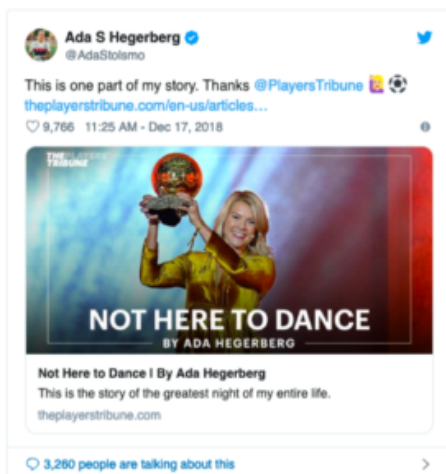 Ada S Hegerberg
@AdaStolsmo
This is one part of my story. Thanks @PlayersTribune
theplayerstribune.com/en-us/articles...
9,766 11:25 AM - Dec 17, 2018
THE PLAYERS'
TRIBUNE
NOT HERE TO DANCE
BY ADA HEGERBERG
Not Here to Dance | By Ada Hegerberg
This is the story of the greatest night of my entire life.
theplayerstribune.com
3,260 people are talking about this